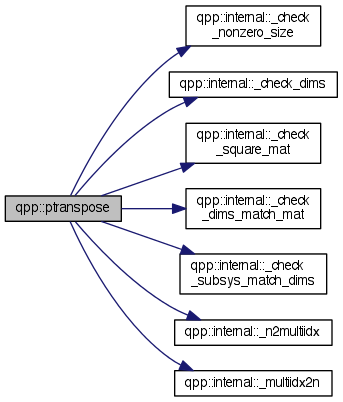 qpp::internal::_check
_nonzero_size
qpp::internal::_check_dims
qpp::internal::_check
_square_mat
qpp::ptranspose
qpp::internal::_check
_dims_match_mat
qpp::internal::_check
_subsys_match_dims
qpp::internal::_n2multiidx
qpp::internal::_multiidx2n